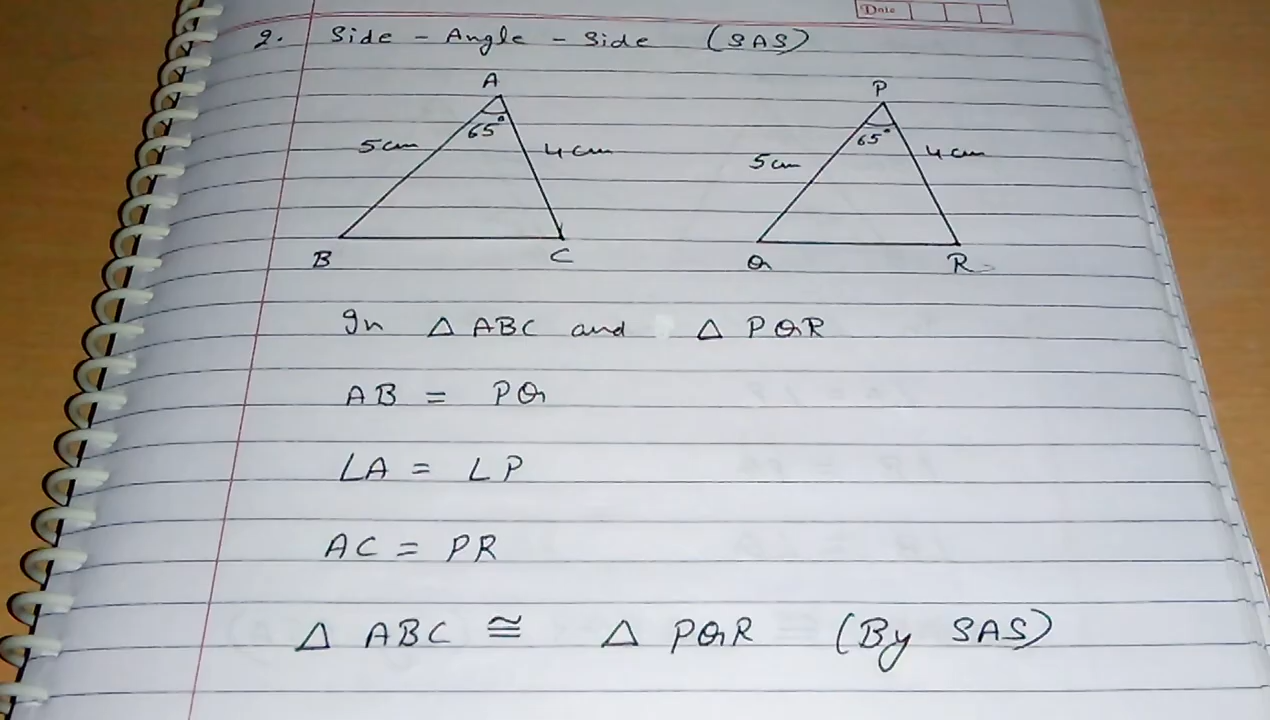 Date
2. Side - Angle - Side (SAS)
A P
65° 65°
5cm 4cm 5cm 4cm
B C Q R
In △ ABC and △ PQR
AB = PQ
∠A = ∠P
AC = PR
△ ABC ≅ △ PQR (By SAS)